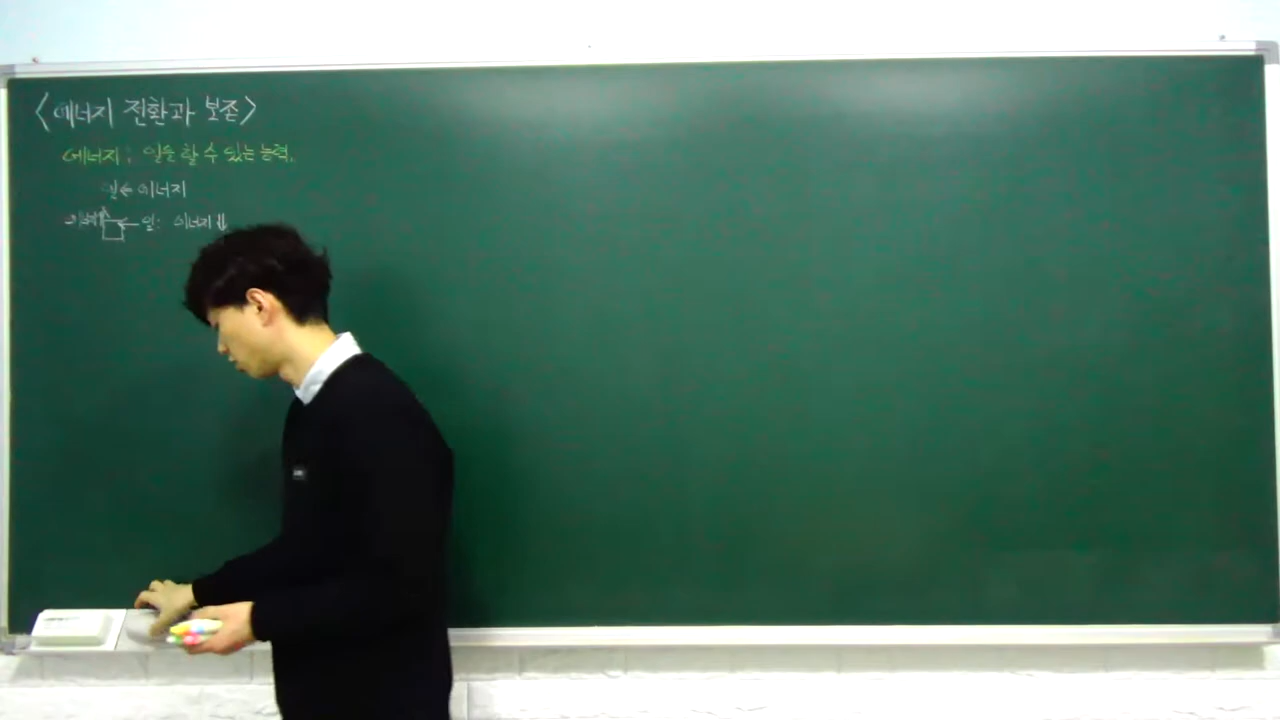 <에너지 전환과 보존>
에너지: 일을 할 수 있는 능력.
일⇐에너지
에너지↑ ←일: 에너지⇓